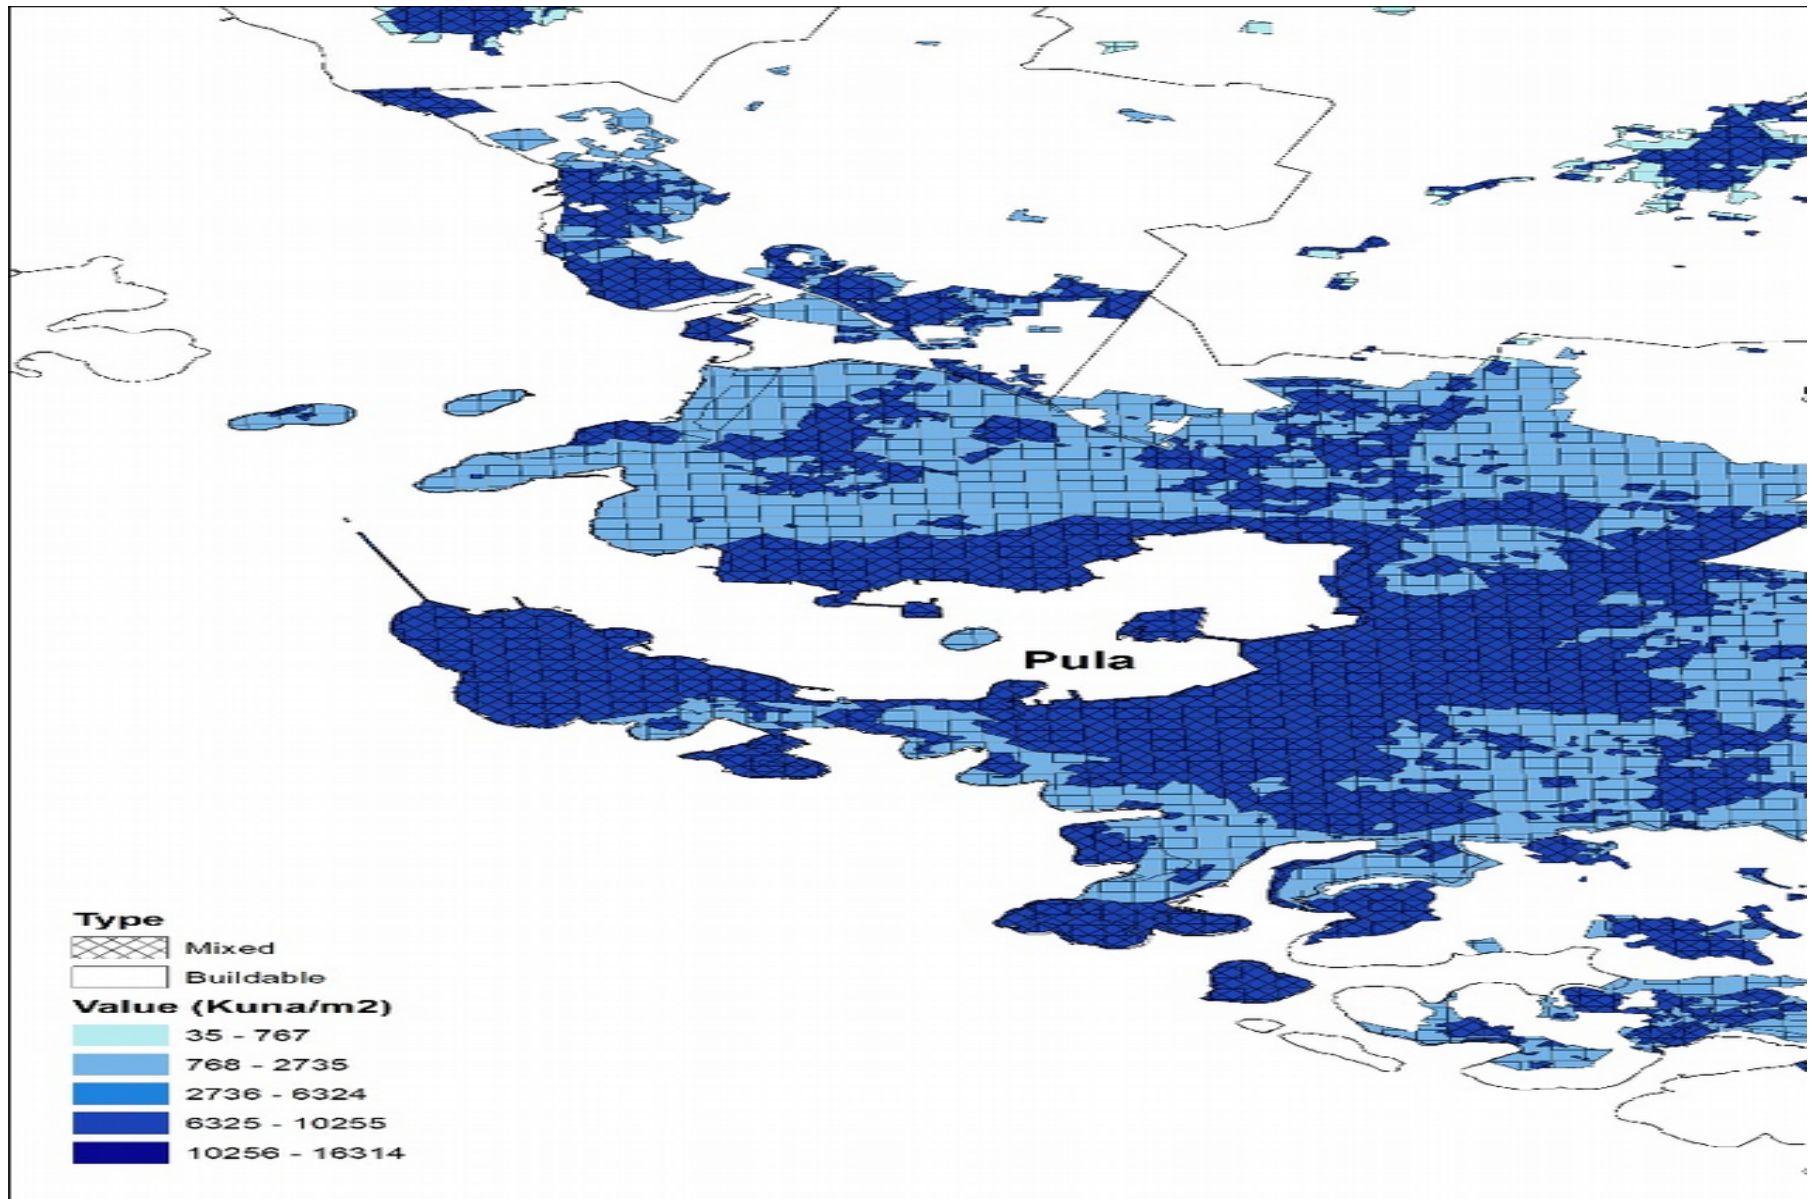 Pula
Type
Mixed
Buildable
Value (Kuna/m2)
35 - 767
768 - 2735
2736 - 6324
6325 - 10255
10256 - 16314